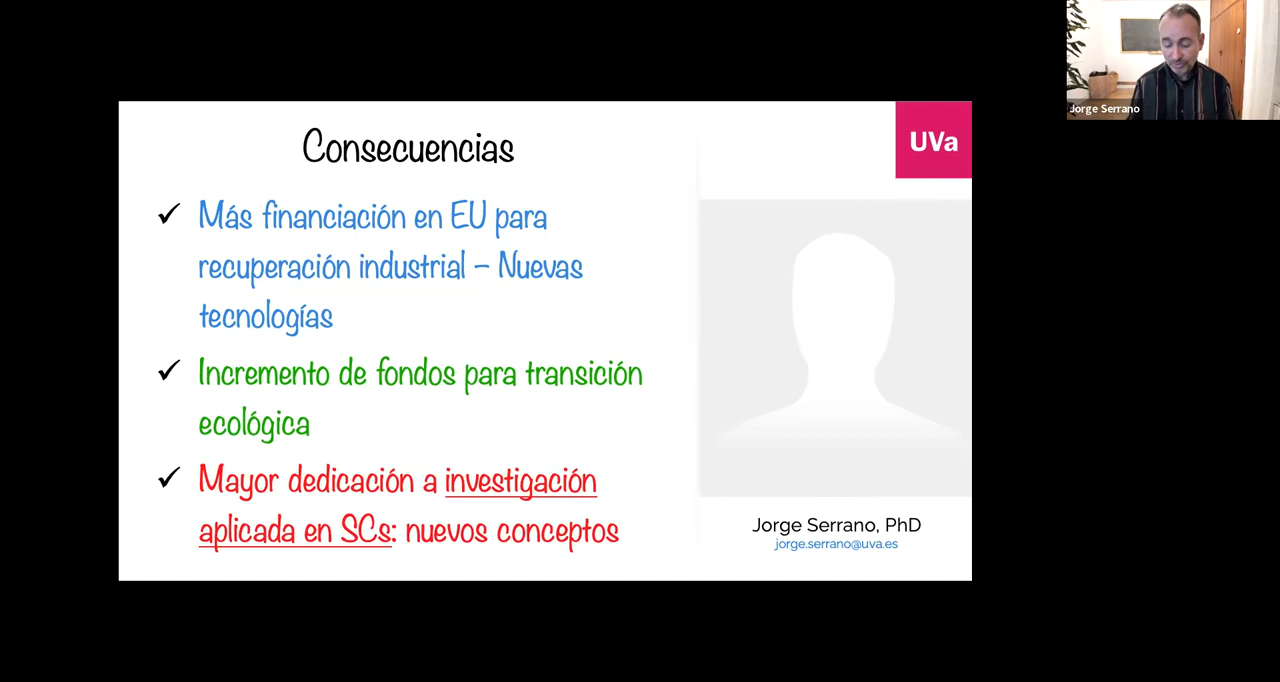 Jorge Serrano
UVa
Consecuencias
✓ Más financiación en EU para
recuperación industrial – Nuevas
tecnologías
✓ Incremento de fondos para transición
ecológica
✓ Mayor dedicación a investigación
aplicada en SCs: nuevos conceptos
Jorge Serrano, PhD
jorge.serrano@uva.es